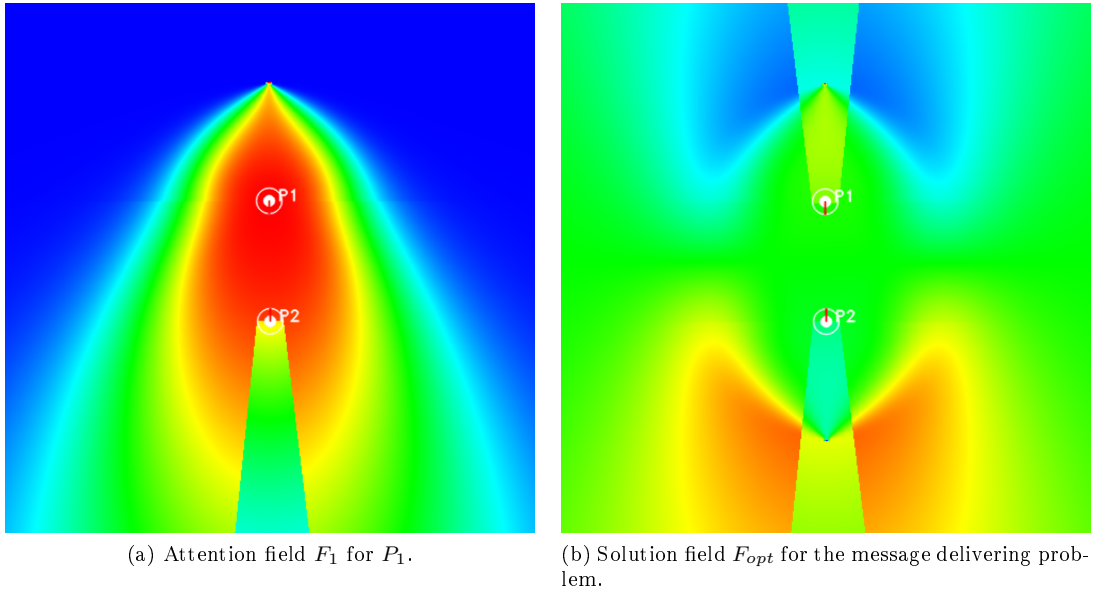 P1
P2
P1
P2
(a) Attention field F₁ for P₁.
(b) Solution field Fₒₚₜ for the message delivering prob-
lem.